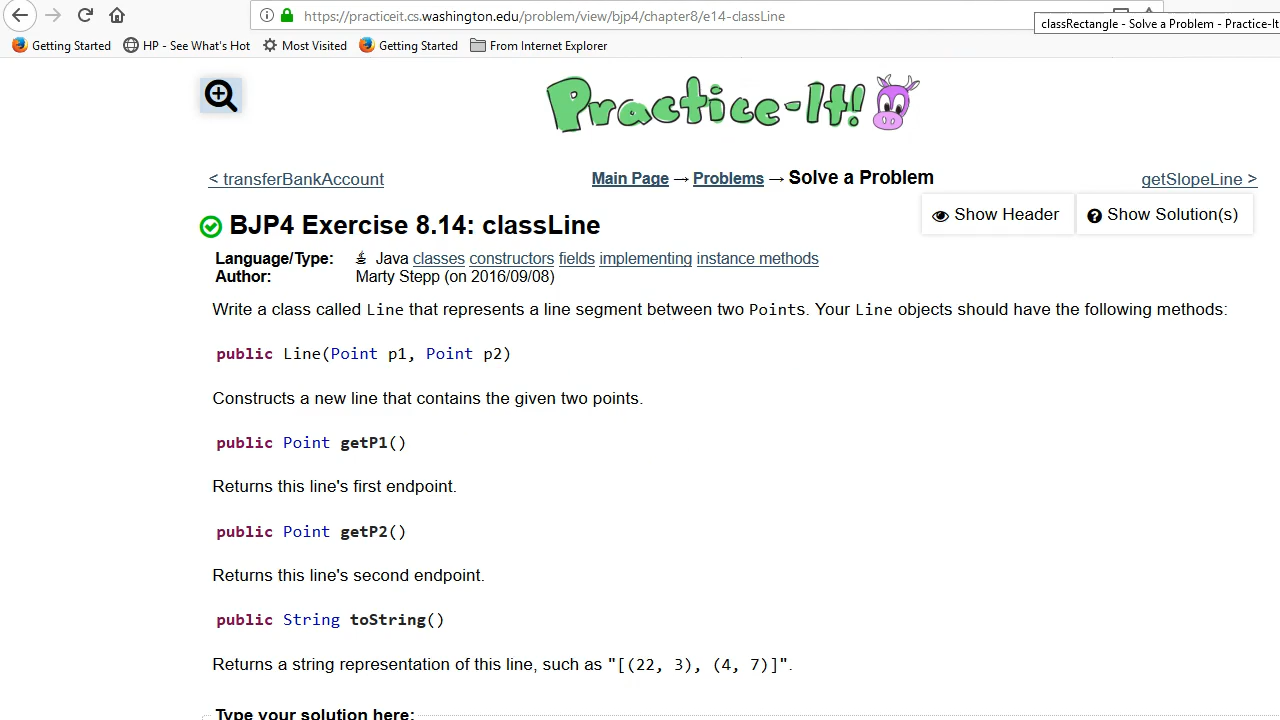 https://practiceit.cs.washington.edu/problem/view/bjp4/chapter8/e14-classLine
classRectangle - Solve a Problem - Practice-It
Getting Started HP - See What's Hot Most Visited Getting Started From Internet Explorer
Practice-It!
< transferBankAccount Main Page → Problems → Solve a Problem getSlopeLine >
Show Header Show Solution(s)
BJP4 Exercise 8.14: classLine
Language/Type: Java classes constructors fields implementing instance methods
Author: Marty Stepp (on 2016/09/08)
Write a class called Line that represents a line segment between two Points. Your Line objects should have the following methods:
public Line(Point p1, Point p2)
Constructs a new line that contains the given two points.
public Point getP1()
Returns this line's first endpoint.
public Point getP2()
Returns this line's second endpoint.
public String toString()
Returns a string representation of this line, such as "[(22, 3), (4, 7)]".
Type your solution here: